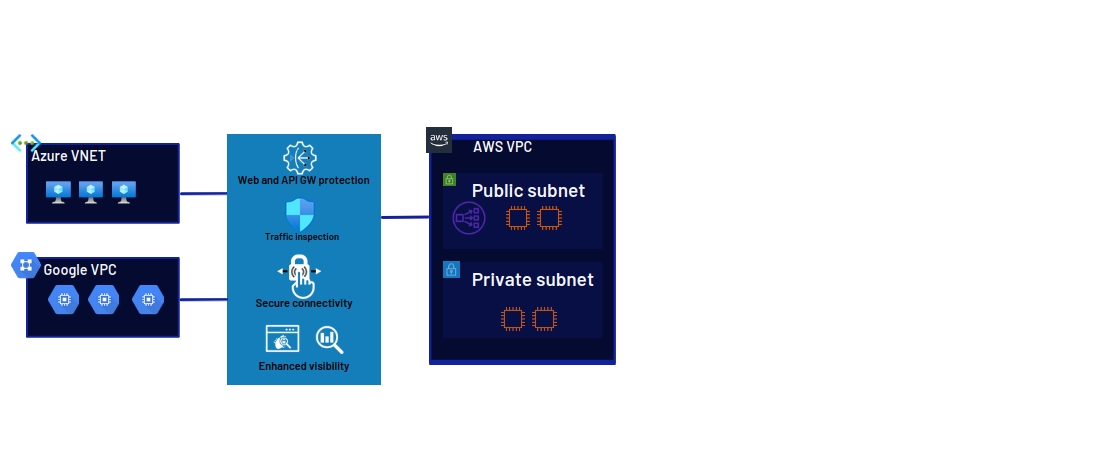 Azure VNET
Google VPC
Web and API GW protection
Traffic inspection
Secure connectivity
Enhanced visibility
aws
AWS VPC
Public subnet
Private subnet